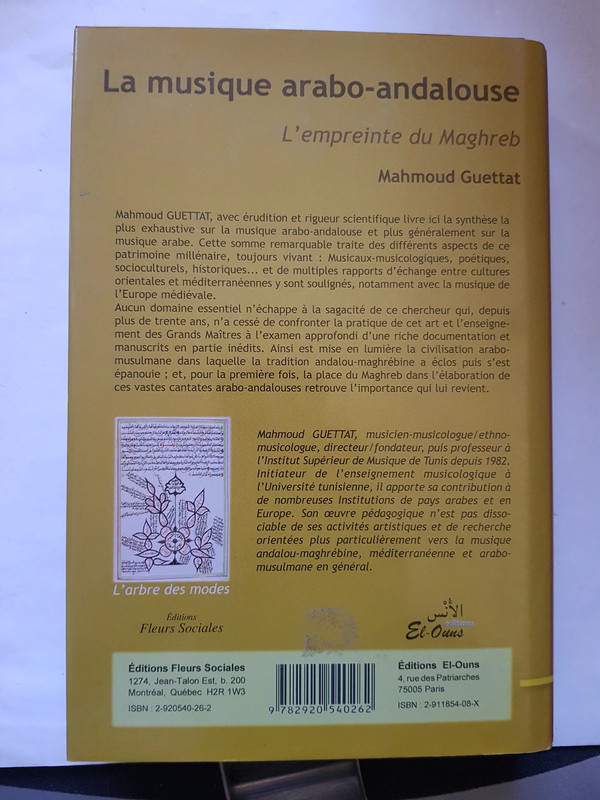 La musique arabo-andalouse
L'empreinte du Maghreb
Mahmoud Guettat
Mahmoud GUETTAT, avec érudition et rigueur scientifique livre ici la synthèse la
plus exhaustive sur la musique arabo-andalouse et plus généralement sur la
musique arabe. Cette somme remarquable traite des différents aspects de ce
patrimoine millénaire, toujours vivant : Musicaux-musicologiques, poétiques,
socioculturels, historiques... et de multiples rapports d'échange entre cultures
orientales et méditerranéennes y sont soulignés, notamment avec la musique de
l'Europe médiévale.
Aucun domaine essentiel n'échappe à la sagacité de ce chercheur qui, depuis
plus de trente ans, n'a cessé de confronter la pratique de cet art et l'enseigne-
ment des Grands Maîtres à l'examen approfondi d'une riche documentation et
manuscrits en partie inédits. Ainsi est mise en lumière la civilisation arabo-
musulmane dans laquelle la tradition andalou-maghrébine a éclos puis s'est
épanouie ; et, pour la première fois, la place du Maghreb dans l'élaboration de
ces vastes cantates arabo-andalouses retrouve l'importance qui lui revient.
Mahmoud GUETTAT, musicien-musicologue/ethno-
musicologue, directeur/fondateur, puis professeur à
l'Institut Supérieur de Musique de Tunis depuis 1982.
Initiateur de l'enseignement musicologique à
l'Université tunisienne, il apporte sa contribution à
de nombreuses Institutions de pays arabes et en
Europe. Son œuvre pédagogique n'est pas disso-
ciable de ses activités artistiques et de recherche
orientées plus particulièrement vers la musique
andalou-maghrébine, méditerranéenne et arabo-
musulmane en général.
L'arbre des modes
Éditions
Fleurs Sociales
الأُنْس
éditions
El-Ouns
Éditions Fleurs Sociales
1274, Jean-Talon Est, b. 200
Montréal, Québec H2R 1W3
ISBN : 2-920540-26-2
9 782920 540262
Éditions El-Ouns
4, rue des Patriarches
75005 Paris
ISBN : 2-911854-08-X